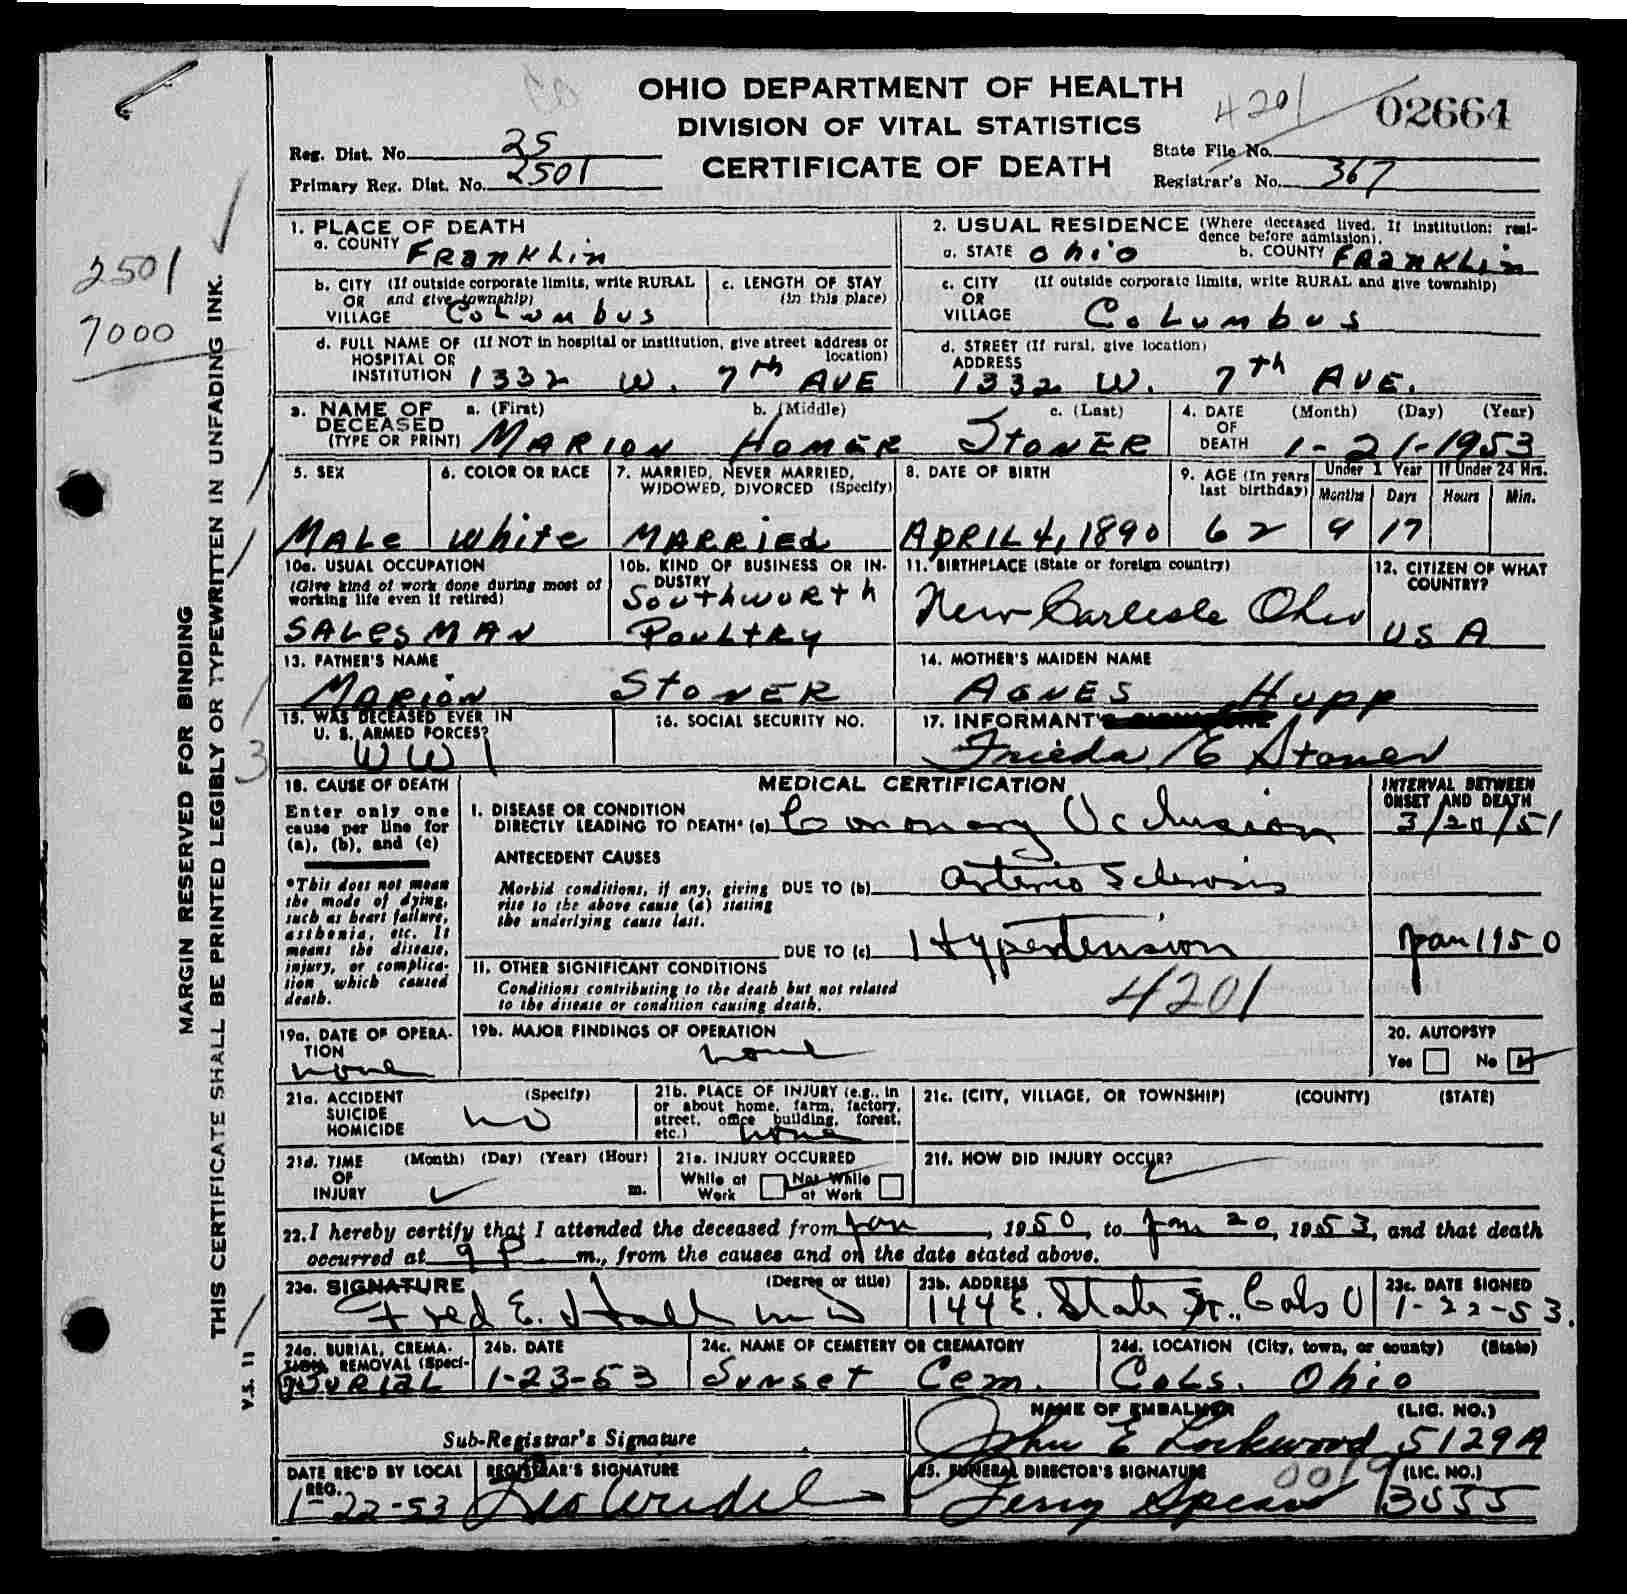 OHIO DEPARTMENT OF HEALTH
DIVISION OF VITAL STATISTICS
CERTIFICATE OF DEATH
4201
02664
Reg. Dist. No. 25
Primary Reg. Dist. No. 2501
State File No.
Registrar's No. 367
2501
7000
MARGIN RESERVED FOR BINDING
THIS CERTIFICATE SHALL BE PRINTED LEGIBLY OR TYPEWRITTEN IN UNFADING INK.
V.S. 11
3
1. PLACE OF DEATH
a. COUNTY Franklin
2. USUAL RESIDENCE (Where deceased lived. If institution: residence before admission).
a. STATE Ohio b. COUNTY Franklin
b. CITY (If outside corporate limits, write RURAL
OR and give township)
VILLAGE Columbus
c. LENGTH OF STAY
(in this place)
c. CITY (If outside corporate limits, write RURAL and give township)
OR
VILLAGE Columbus
d. FULL NAME OF (If NOT in hospital or institution, give street address or
HOSPITAL OR location)
INSTITUTION 1332 W. 7th AVE
d. STREET (If rural, give location)
ADDRESS
1332 W. 7th AVE.
3. NAME OF a. (First) b. (Middle) c. (Last)
DECEASED
(TYPE OR PRINT) MARION HOMER STONER
4. DATE (Month) (Day) (Year)
OF
DEATH 1-21-1953
5. SEX
MALE
6. COLOR OR RACE
White
7. MARRIED, NEVER MARRIED,
WIDOWED, DIVORCED (Specify)
MARRIED
8. DATE OF BIRTH
APRIL 4, 1890
9. AGE (In years
last birthday)
62
Under 1 Year
Months Days
9 17
If Under 24 Hrs.
Hours Min.
10a. USUAL OCCUPATION
(Give kind of work done during most of
working life even if retired)
SALESMAN
10b. KIND OF BUSINESS OR IN-
DUSTRY
Southworth
Poultry
11. BIRTHPLACE (State or foreign country)
New Carlisle Ohio
12. CITIZEN OF WHAT
COUNTRY?
USA
13. FATHER'S NAME
Marion Stoner
14. MOTHER'S MAIDEN NAME
Agnes Hupp
15. WAS DECEASED EVER IN
U. S. ARMED FORCES?
WW 1
16. SOCIAL SECURITY NO.
17. INFORMANT'S
Frieda E Stoner
18. CAUSE OF DEATH
Enter only one
cause per line for
(a), (b), and (c)
*This does not mean
the mode of dying,
such as heart failure,
asthenia, etc. It
means the disease,
injury, or complica-
tion which caused
death.
MEDICAL CERTIFICATION
I. DISEASE OR CONDITION
DIRECTLY LEADING TO DEATH* (a) Coronary Occlusion
INTERVAL BETWEEN
ONSET AND DEATH
3/20/51
ANTECEDENT CAUSES
Morbid conditions, if any, giving DUE TO (b) Arterio Sclerosis
rise to the above cause (a) stating
the underlying cause last.
DUE TO (c) Hypertension
Jan 1950
II. OTHER SIGNIFICANT CONDITIONS
Conditions contributing to the death but not related
to the disease or condition causing death.
4201
19a. DATE OF OPERA-
TION
none
19b. MAJOR FINDINGS OF OPERATION
none
20. AUTOPSY?
Yes No
21a. ACCIDENT (Specify)
SUICIDE
HOMICIDE
no
21b. PLACE OF INJURY (e.g., in
or about home, farm, factory,
street, office building, forest,
etc.) none
21c. (CITY, VILLAGE, OR TOWNSHIP) (COUNTY) (STATE)
21d. TIME (Month) (Day) (Year) (Hour)
OF
INJURY m.
21e. INJURY OCCURRED
While at Not While
Work at Work
21f. HOW DID INJURY OCCUR?
22. I hereby certify that I attended the deceased from Jan, 1950, to Jan 20, 1953, and that death
occurred at 9 P m., from the causes and on the date stated above.
23a. SIGNATURE (Degree or title)
Fred E. Hall MD
23b. ADDRESS
144 E. State St., Cols O
23c. DATE SIGNED
1-22-53.
24a. BURIAL, CREMA-
TION, REMOVAL (Speci-
Burial
24b. DATE
1-23-53
24c. NAME OF CEMETERY OR CREMATORY
Sunset Cem.
24d. LOCATION (City, town, or county) (State)
Cols. Ohio
Sub-Registrar's Signature
NAME OF EMBALMER (LIC. NO.)
John E Lockwood 5129A
DATE REC'D BY LOCAL
REG.
1-22-53
REGISTRAR'S SIGNATURE
25. FUNERAL DIRECTOR'S SIGNATURE (LIC. NO.)
Jerry Spears 3535